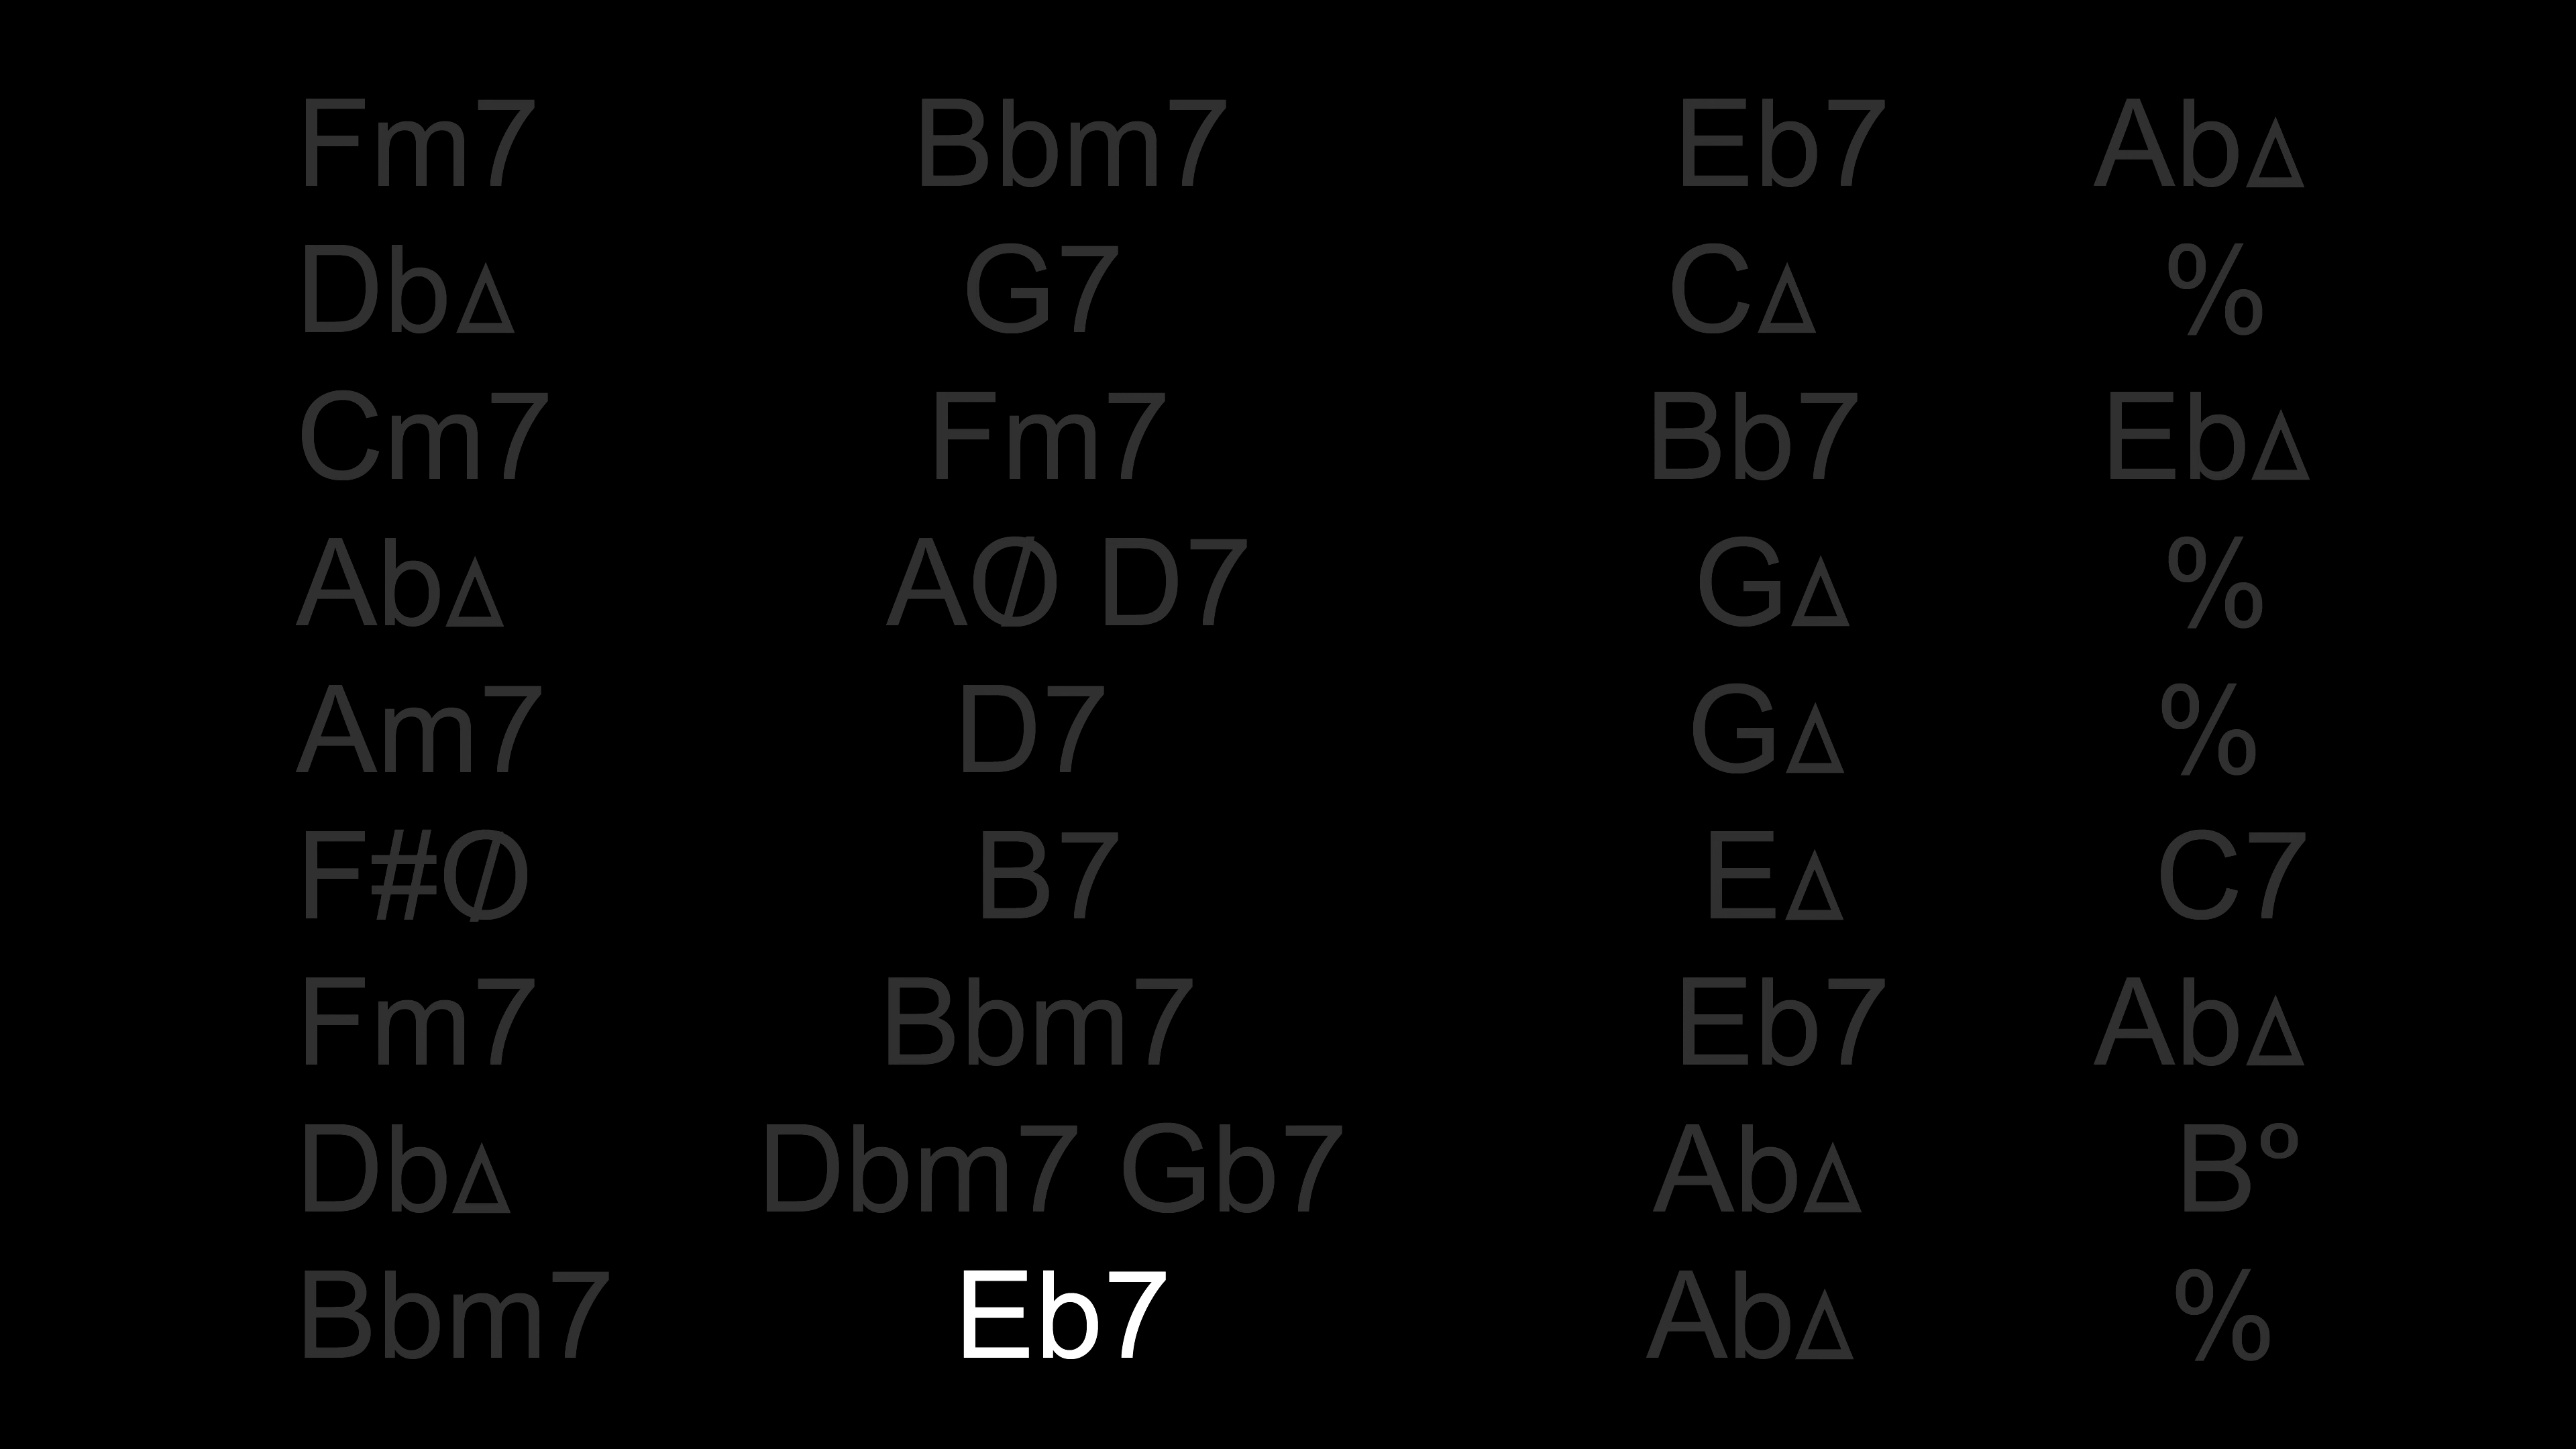 Fm7 Bbm7 Eb7 Ab∆
Db∆ G7 C∆ %
Cm7 Fm7 Bb7 Eb∆
Ab∆ AØ D7 G∆ %
Am7 D7 G∆ %
F#Ø B7 E∆ C7
Fm7 Bbm7 Eb7 Ab∆
Db∆ Dbm7 Gb7 Ab∆ Bº
Bbm7 Eb7 Ab∆ %